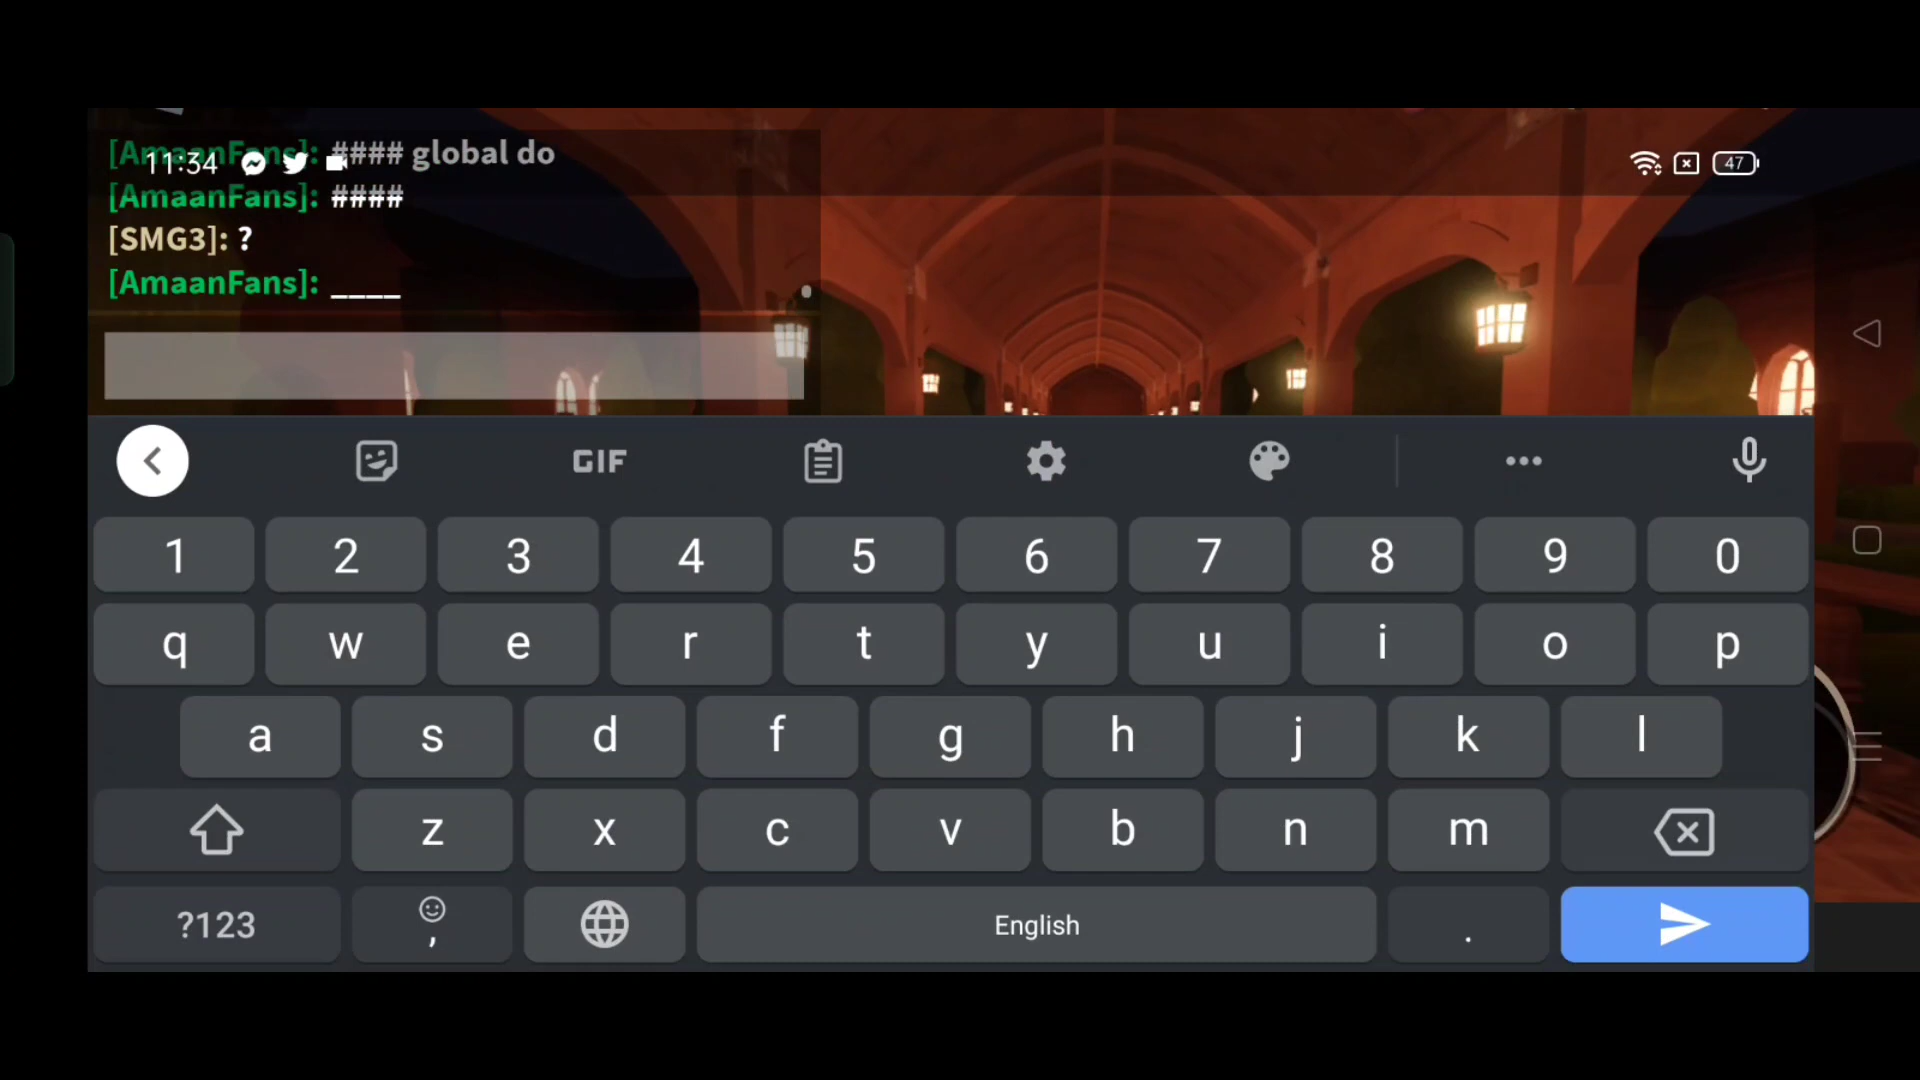 [AmaanFans]: #### global do
11:34
47
[AmaanFans]: ####
[SMG3]: ?
[AmaanFans]: ____
GIF
1 2 3 4 5 6 7 8 9 0
q w e r t y u i o p
a s d f g h j k l
z x c v b n m
?123 , English .